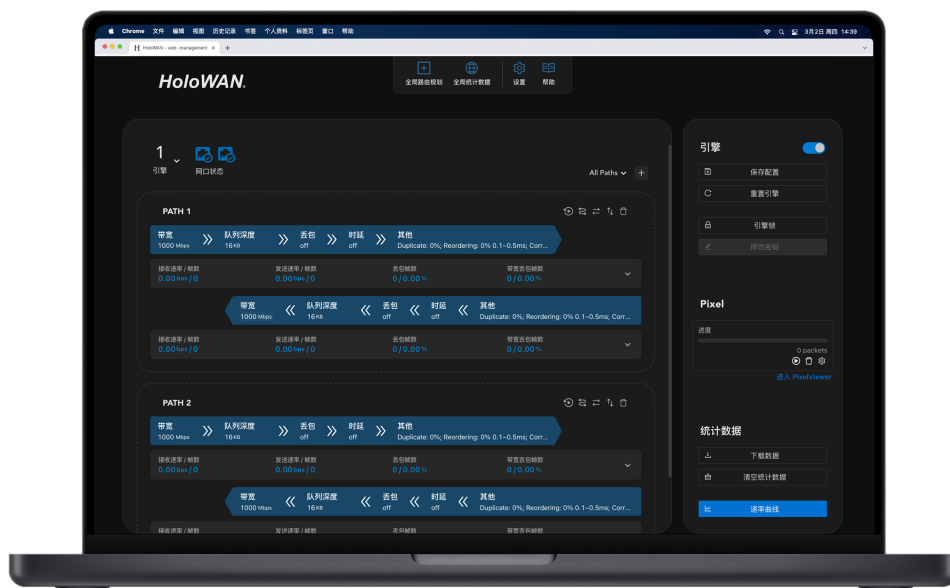 Chrome 文件 编辑 视图 历史记录 书签 个人资料 标签页 窗口 帮助
3月2日 周四 14:39
HoloWAN - web -management × +
HoloWAN.
全局路由规划 全局统计数据 设置 帮助
1
引擎 网口状态
All Paths +
PATH 1
带宽 队列深度 丢包 时延 其他
1000 Mbps 16KB off off Duplicate: 0%; Reordering: 0% 0.1~0.5ms; Corr...
接收速率 / 帧数 发送速率 / 帧数 丢包帧数 带宽丢包帧数
0.00 bps / 0 0.00 bps / 0 0 / 0.00 % 0 / 0.00 %
带宽 队列深度 丢包 时延 其他
1000 Mbps 16KB off off Duplicate: 0%; Reordering: 0% 0.1~0.5ms; Corr...
接收速率 / 帧数 发送速率 / 帧数 丢包帧数 带宽丢包帧数
0.00 bps / 0 0.00 bps / 0 0 / 0.00 % 0 / 0.00 %
PATH 2
带宽 队列深度 丢包 时延 其他
1000 Mbps 16KB off off Duplicate: 0%; Reordering: 0% 0.1~0.5ms; Corr...
接收速率 / 帧数 发送速率 / 帧数 丢包帧数 带宽丢包帧数
0.00 bps / 0 0.00 bps / 0 0 / 0.00 % 0 / 0.00 %
带宽 队列深度 丢包 时延 其他
1000 Mbps 16KB off off Duplicate: 0%; Reordering: 0% 0.1~0.5ms; Corr...
接收速率 / 帧数 发送速率 / 帧数 丢包帧数 带宽丢包帧数
引擎
保存配置
重置引擎
引擎锁
修改密码
Pixel
进度
0 packets
进入 PixelViewer
统计数据
下载数据
清空统计数据
速率曲线